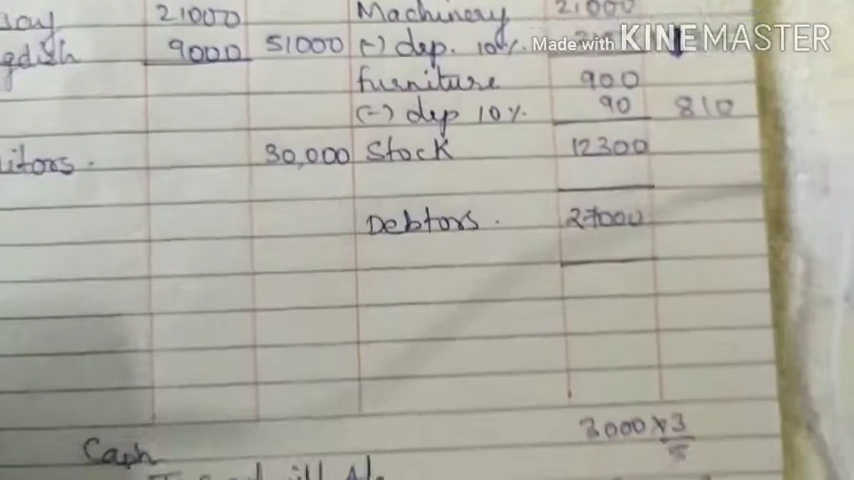 21000 Machinery 21000
9000 51000 (-) dep. 10%
Made with KINEMASTER
furniture 900
(-) dep 10%. 90 810
30,000 Stock 12300
Debtors. 27000
3000 x 3
5
Cash